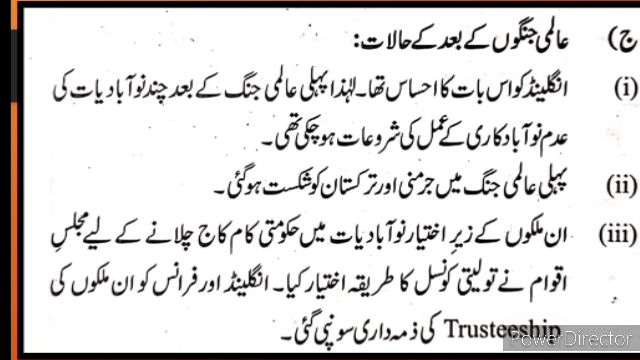 ج) عالمی جنگوں کے بعد کے حالات:
(i) انگلینڈ کو اس بات کا احساس تھا۔ لہٰذا پہلی عالمی جنگ کے بعد چند نوآبادیات کی
عدم نوآبادکاری کے عمل کی شروعات ہو چکی تھی۔
(ii) پہلی عالمی جنگ میں جرمنی اور ترکستان کو شکست ہو گئی۔
(iii) ان ملکوں کے زیرِ اختیار نوآبادیات میں حکومتی کام کاج چلانے کے لیے مجلسِ
اقوام نے تولیتی کونسل کا طریقہ اختیار کیا۔ انگلینڈ اور فرانس کو ان ملکوں کی
Trusteeship کی ذمہ داری سونپی گئی۔
PowerDirector